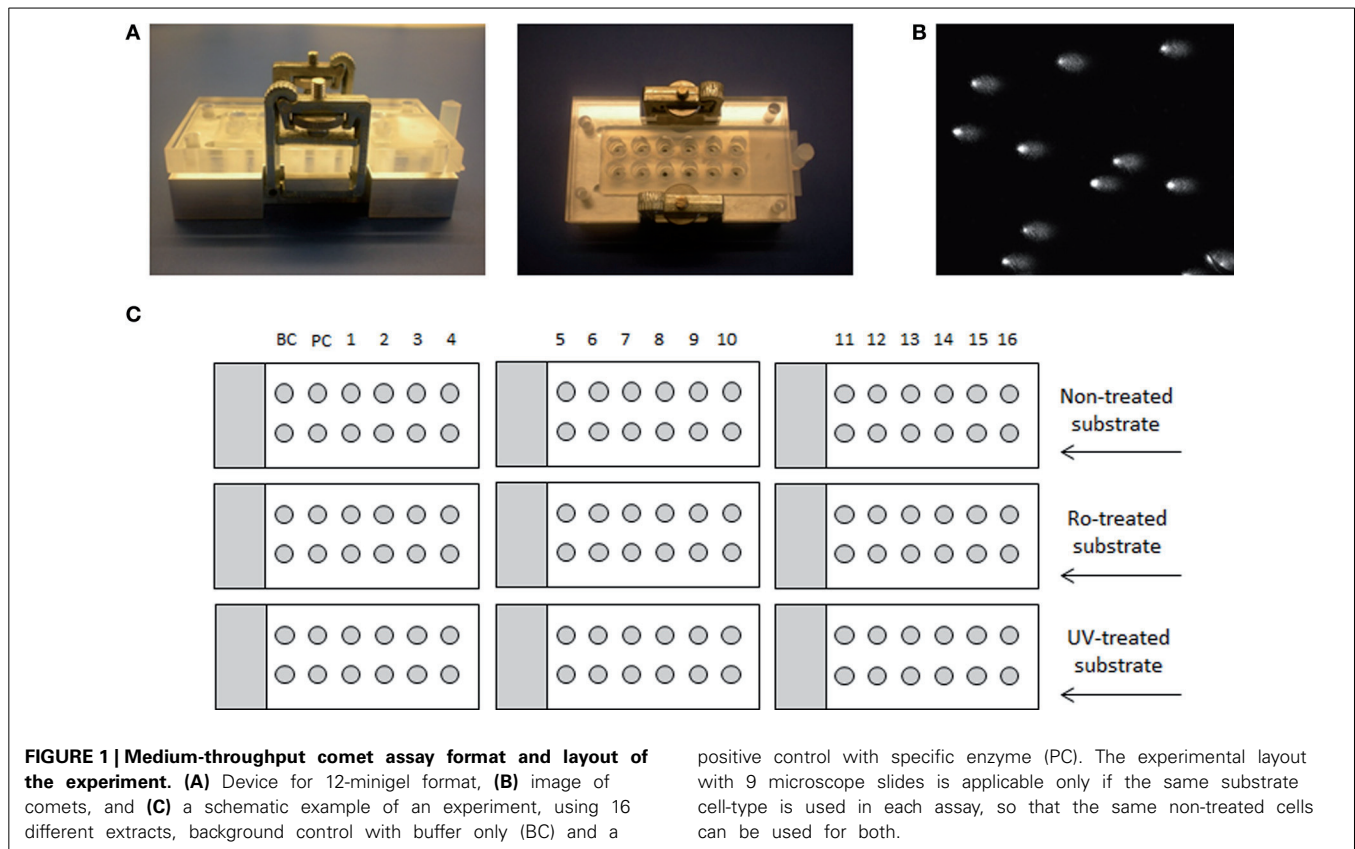 A
B
C
BC PC 1 2 3 4
5 6 7 8 9 10
11 12 13 14 15 16
Non-treated
substrate
Ro-treated
substrate
UV-treated
substrate
FIGURE 1 | Medium-throughput comet assay format and layout of
the experiment. (A) Device for 12-minigel format, (B) image of
comets, and (C) a schematic example of an experiment, using 16
different extracts, background control with buffer only (BC) and a
positive control with specific enzyme (PC). The experimental layout
with 9 microscope slides is applicable only if the same substrate
cell-type is used in each assay, so that the same non-treated cells
can be used for both.